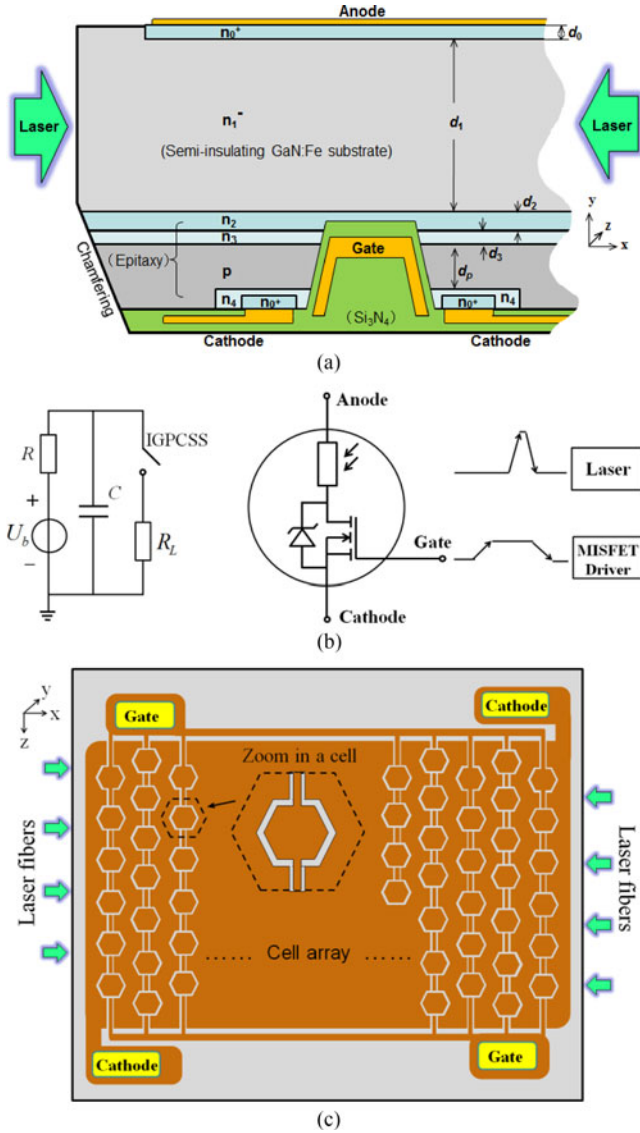 Anode
n0+
d0
Laser
n1-
d1
Laser
(Semi-insulating GaN:Fe substrate)
y
z
x
n2
d2
n3
d3
(Epitaxy)
Gate
p
dp
Chamfering
n4
n0+
n0+
n4
(Si3N4)
Cathode
Cathode
(a)
Anode
IGPCSS
R
+
C
Laser
Ub
RL
Gate
MISFET
Driver
−
Cathode
(b)
y
x
z
Gate
Cathode
Zoom in a cell
Laser fibers
Laser fibers
…… Cell array ……
Cathode
Gate
(c)